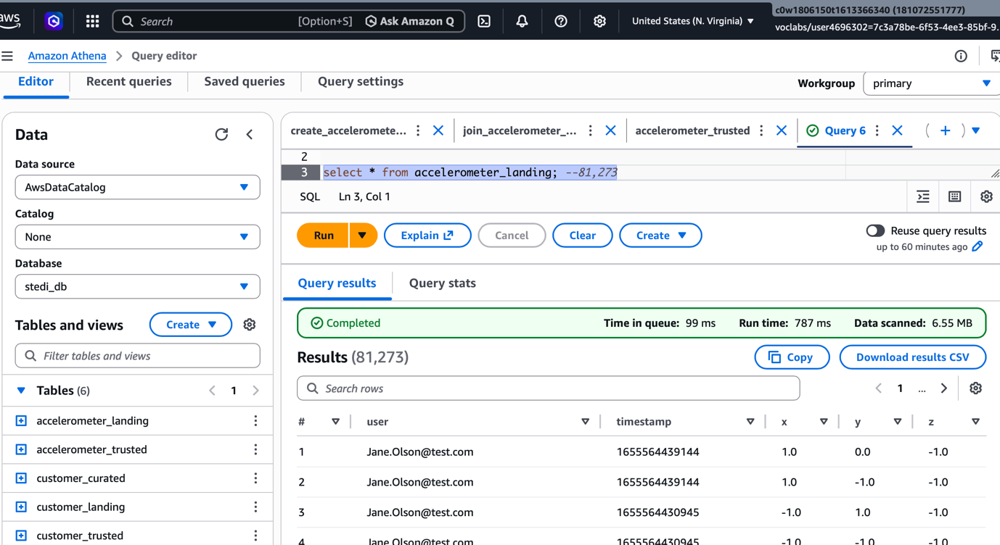 aws
Search [Option+S] Ask Amazon Q United States (N. Virginia)
c0w1806150t1613366340 (181072551777)
voclabs/user4696302=7c3a78be-6f53-4ee3-85bf-9.
Amazon Athena Query editor
Editor Recent queries Saved queries Query settings
Workgroup primary
Data
Data source
AwsDataCatalog
Catalog
None
Database
stedi_db
Tables and views Create
Filter tables and views
Tables (6) 1
accelerometer_landing
accelerometer_trusted
customer_curated
customer_landing
customer_trusted
create_acceleromete... join_accelerometer_... accelerometer_trusted Query 6
2
3 select * from accelerometer_landing; --81,273
SQL Ln 3, Col 1
Run Explain Cancel Clear Create
Reuse query results
up to 60 minutes ago
Query results Query stats
Completed Time in queue: 99 ms Run time: 787 ms Data scanned: 6.55 MB
Results (81,273) Copy Download results CSV
Search rows 1 ...
# user timestamp x y z
1 Jane.Olson@test.com 1655564439144 1.0 0.0 -1.0
2 Jane.Olson@test.com 1655564439144 1.0 -1.0 -1.0
3 Jane.Olson@test.com 1655564430945 -1.0 1.0 -1.0
4 Jane.Olson@test.com 1655564430945 -1.0 -1.0 -1.0